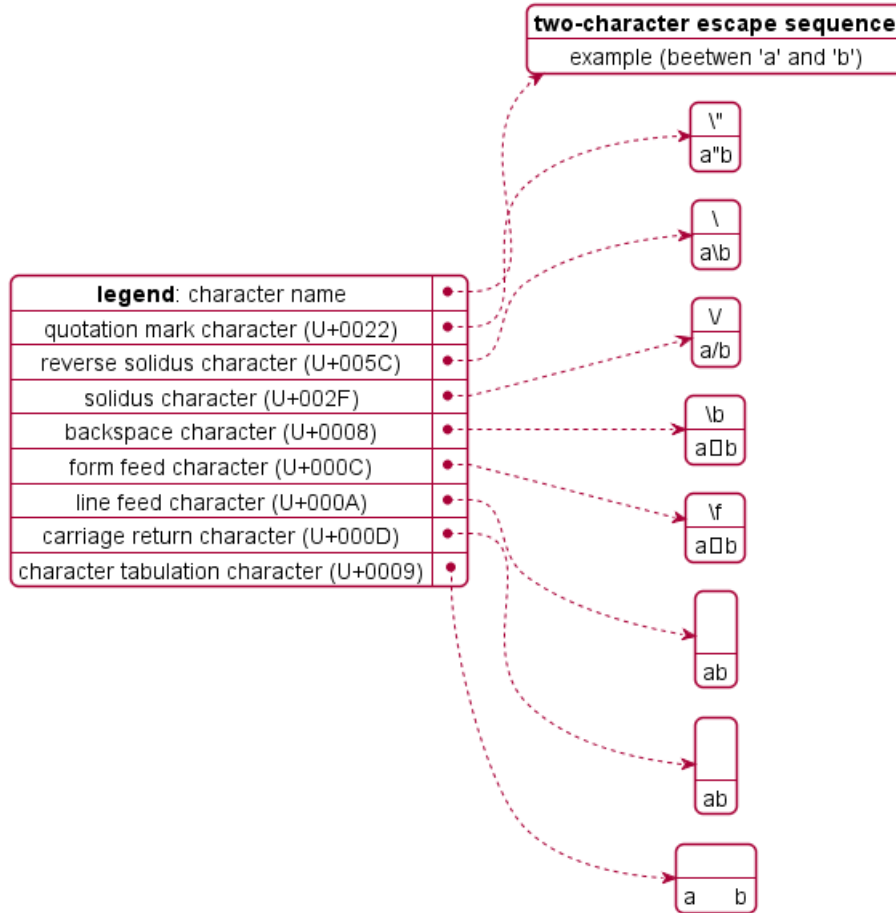 two-character escape sequence
example (beetwen 'a' and 'b')
\"
a"b
\
a\b
\/
a/b
\b
a□b
\f
a□b
ab
ab
a	b
legend: character name
quotation mark character (U+0022)
reverse solidus character (U+005C)
solidus character (U+002F)
backspace character (U+0008)
form feed character (U+000C)
line feed character (U+000A)
carriage return character (U+000D)
character tabulation character (U+0009)